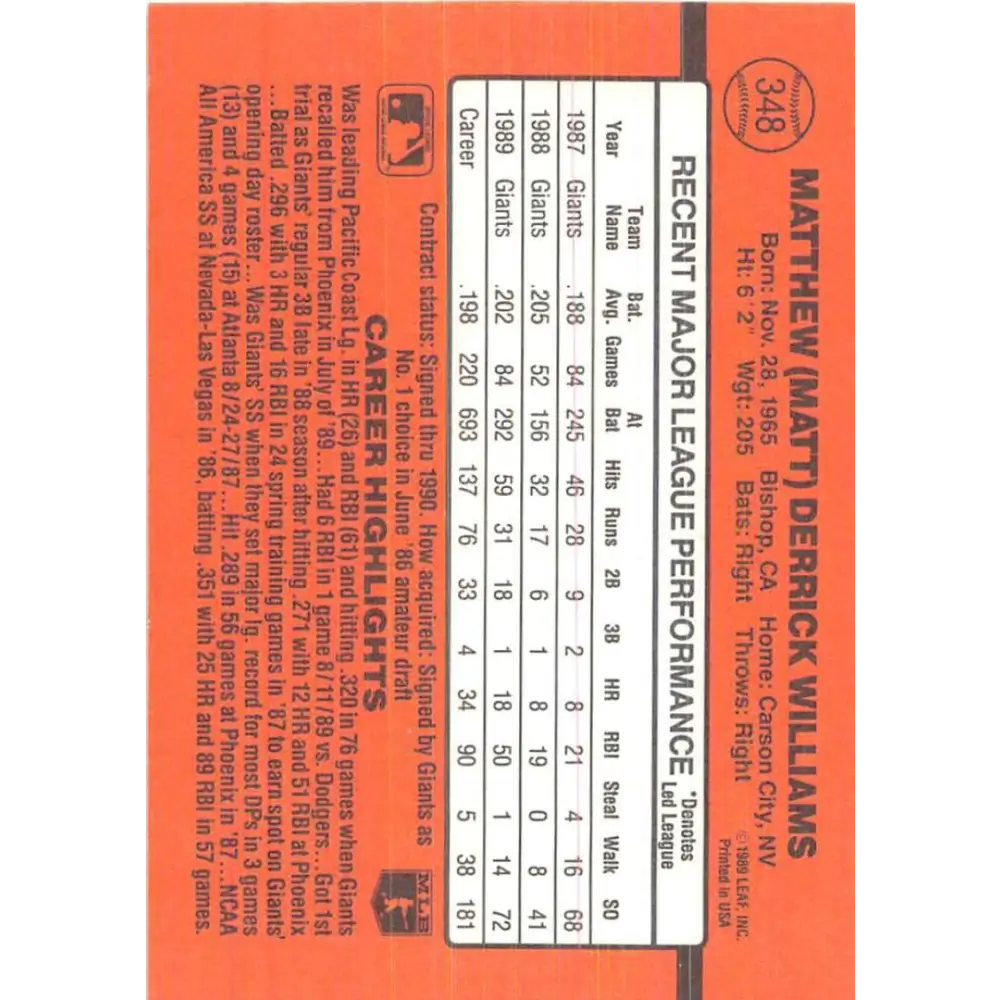 348
MATTHEW (MATT) DERRICK WILLIAMS
Born: Nov. 28, 1965 Bishop, CA Home: Carson City, NV
Ht: 6'2" Wgt: 205 Bats: Right Throws: Right
© 1989 LEAF, INC.
Printed in USA
RECENT MAJOR LEAGUE PERFORMANCE *Denotes Led League
Year Team Name Bat. Avg. Games At Bat Hits Runs 2B 3B HR RBI Steal Walk SO
1987 Giants .188 84 245 46 28 9 2 8 21 4 16 68
1988 Giants .205 52 156 32 17 6 1 8 19 0 8 41
1989 Giants .202 84 292 59 31 18 1 18 50 1 14 72
Career .198 220 693 137 76 33 4 34 90 5 38 181
Contract status: Signed thru 1990. How acquired: Signed by Giants as
No. 1 choice in June '86 amateur draft
MLB
CAREER HIGHLIGHTS
Was leading Pacific Coast Lg. in HR (26) and RBI (61) and hitting .320 in 76 games when Giants
recalled him from Phoenix in July of '89...Had 6 RBI in 1 game 8/11/89 vs. Dodgers...Got 1st
trial as Giants' regular 3B late in '88 season after hitting .271 with 12 HR and 51 RBI at Phoenix
...Batted .296 with 3 HR and 16 RBI in 24 spring training games in '87 to earn spot on Giants'
opening day roster...Was Giants' SS when they set major lg. record for most DPs in 3 games
(13) and 4 games (15) at Atlanta 8/24-27/87...Hit .289 in 56 games at Phoenix in '87...NCAA
All America SS at Nevada-Las Vegas in '86, batting .351 with 25 HR and 89 RBI in 57 games.